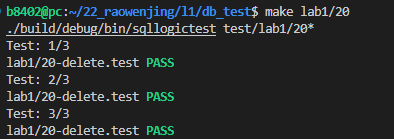 b8402@pc:~/22_raowenjing/l1/db_test$ make lab1/20
./build/debug/bin/sqllogictest test/lab1/20*
Test: 1/3
lab1/20-delete.test PASS
Test: 2/3
lab1/20-delete.test PASS
Test: 3/3
lab1/20-delete.test PASS